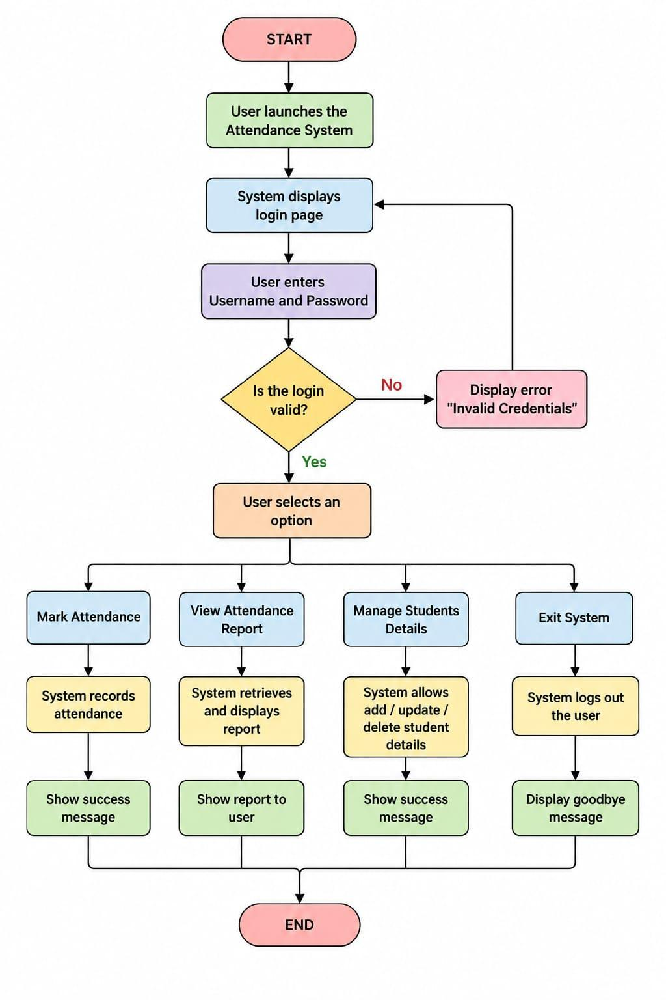 START
User launches the
Attendance System
System displays
login page
User enters
Username and Password
Is the login
valid?
No
Display error
"Invalid Credentials"
Yes
User selects an
option
Mark Attendance
View Attendance
Report
Manage Students
Details
Exit System
System records
attendance
System retrieves
and displays
report
System allows
add / update /
delete student
details
System logs out
the user
Show success
message
Show report to
user
Show success
message
Display goodbye
message
END